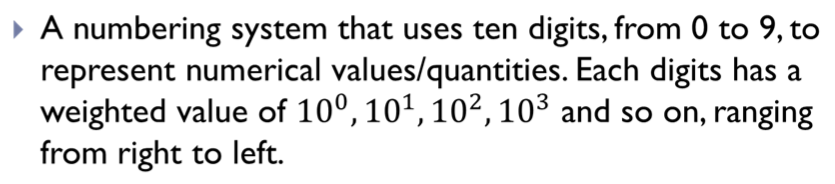 A numbering system that uses ten digits, from 0 to 9, to
represent numerical values/quantities. Each digits has a
weighted value of 10⁰, 10¹, 10², 10³ and so on, ranging
from right to left.